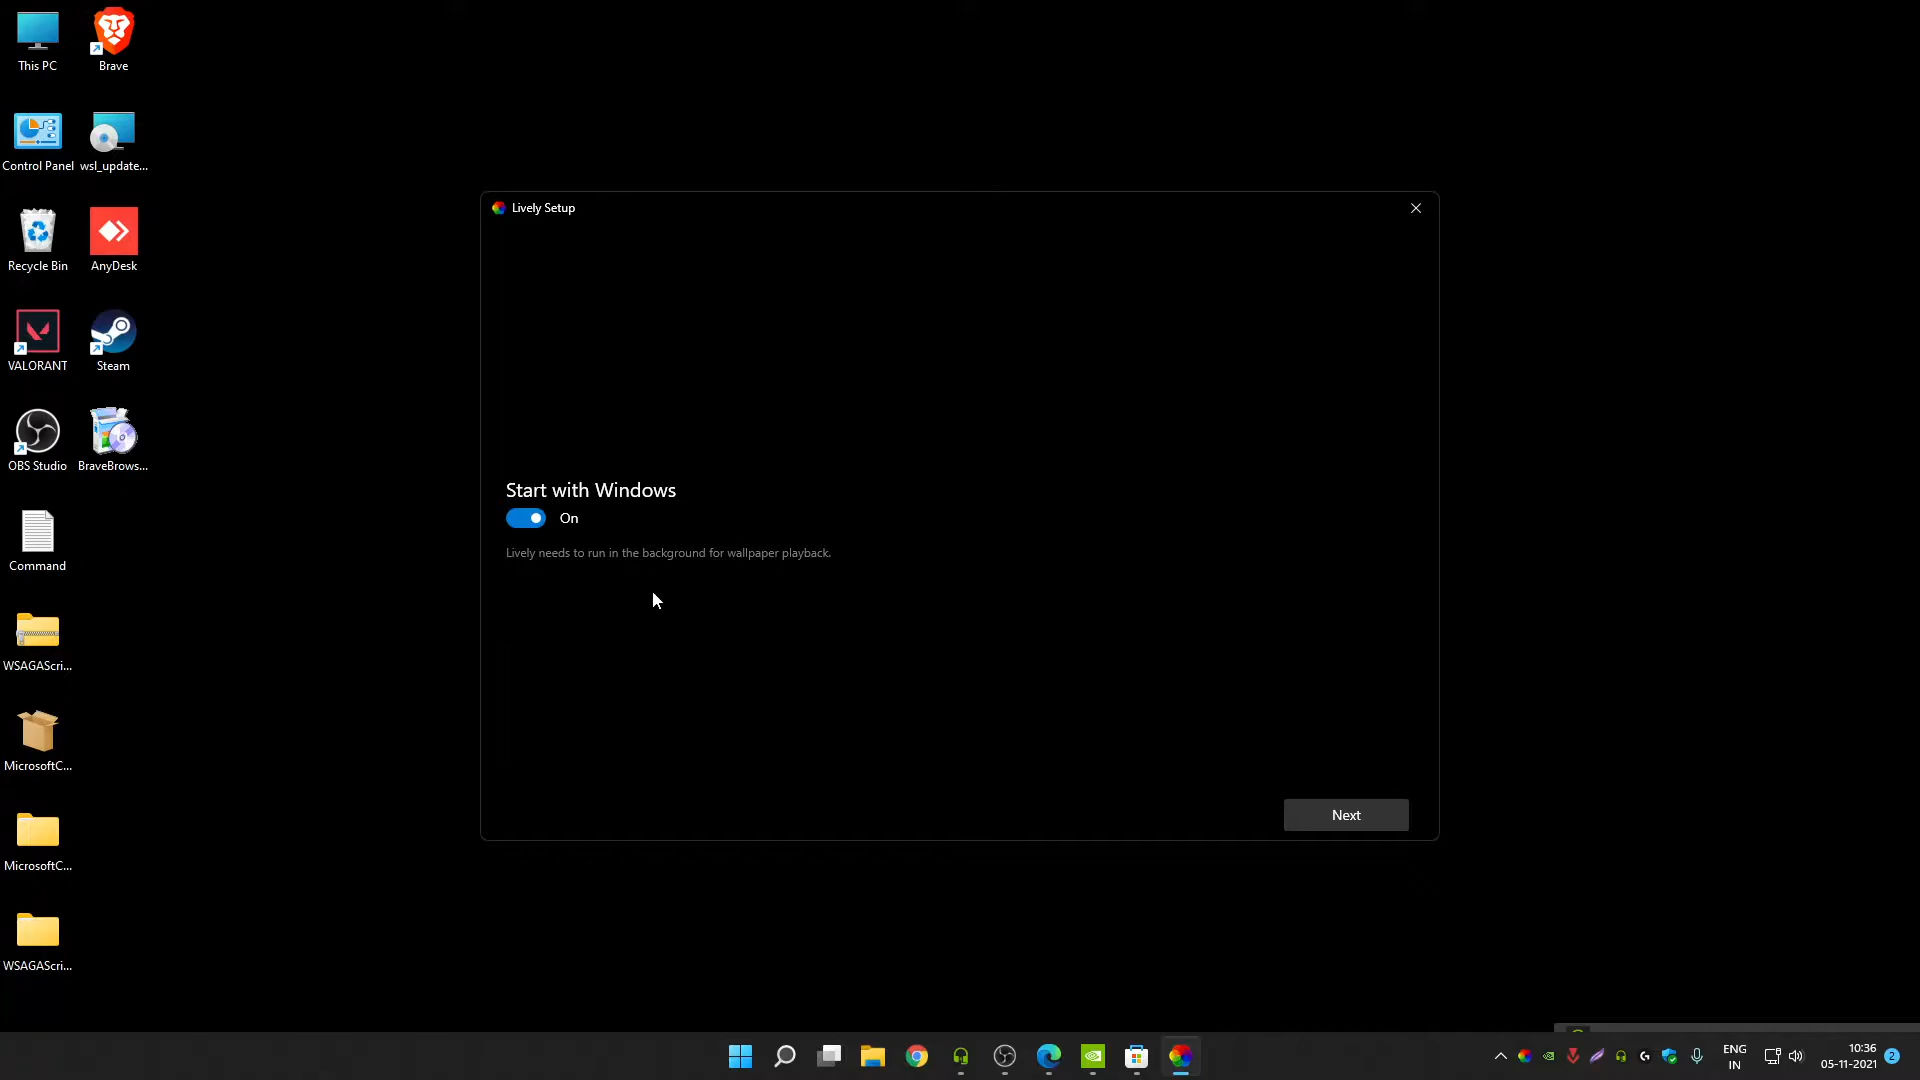 This PC
Brave
Control Panel
wsl_update...
Recycle Bin
AnyDesk
VALORANT
Steam
OBS Studio
BraveBrows...
Command
WSAGAScri...
MicrosoftC...
MicrosoftC...
WSAGAScri...
Lively Setup
Start with Windows
On
Lively needs to run in the background for wallpaper playback.
Next
ENG
IN
10:36
05-11-2021
2